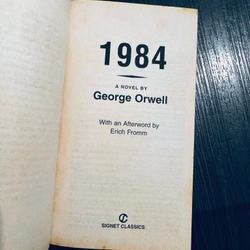 1984
A NOVEL BY
George Orwell
With an Afterword by
Erich Fromm
SIGNET CLASSICS